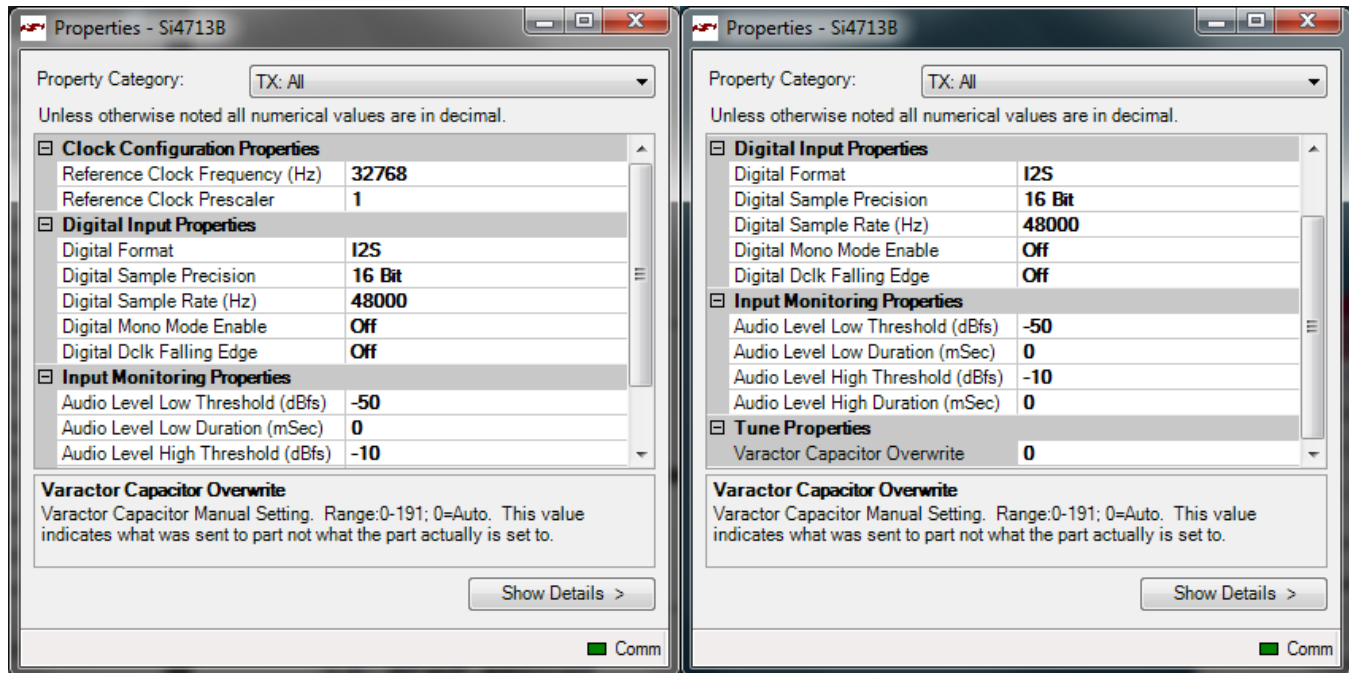 Properties - Si4713B
Property Category: TX: All
Unless otherwise noted all numerical values are in decimal.
Clock Configuration Properties
Reference Clock Frequency (Hz) 32768
Reference Clock Prescaler 1
Digital Input Properties
Digital Format I2S
Digital Sample Precision 16 Bit
Digital Sample Rate (Hz) 48000
Digital Mono Mode Enable Off
Digital Dclk Falling Edge Off
Input Monitoring Properties
Audio Level Low Threshold (dBfs) -50
Audio Level Low Duration (mSec) 0
Audio Level High Threshold (dBfs) -10
Varactor Capacitor Overwrite
Varactor Capacitor Manual Setting. Range:0-191; 0=Auto. This value
indicates what was sent to part not what the part actually is set to.
Show Details >
Comm
Properties - Si4713B
Property Category: TX: All
Unless otherwise noted all numerical values are in decimal.
Digital Input Properties
Digital Format I2S
Digital Sample Precision 16 Bit
Digital Sample Rate (Hz) 48000
Digital Mono Mode Enable Off
Digital Dclk Falling Edge Off
Input Monitoring Properties
Audio Level Low Threshold (dBfs) -50
Audio Level Low Duration (mSec) 0
Audio Level High Threshold (dBfs) -10
Audio Level High Duration (mSec) 0
Tune Properties
Varactor Capacitor Overwrite 0
Varactor Capacitor Overwrite
Varactor Capacitor Manual Setting. Range:0-191; 0=Auto. This value
indicates what was sent to part not what the part actually is set to.
Show Details >
Comm